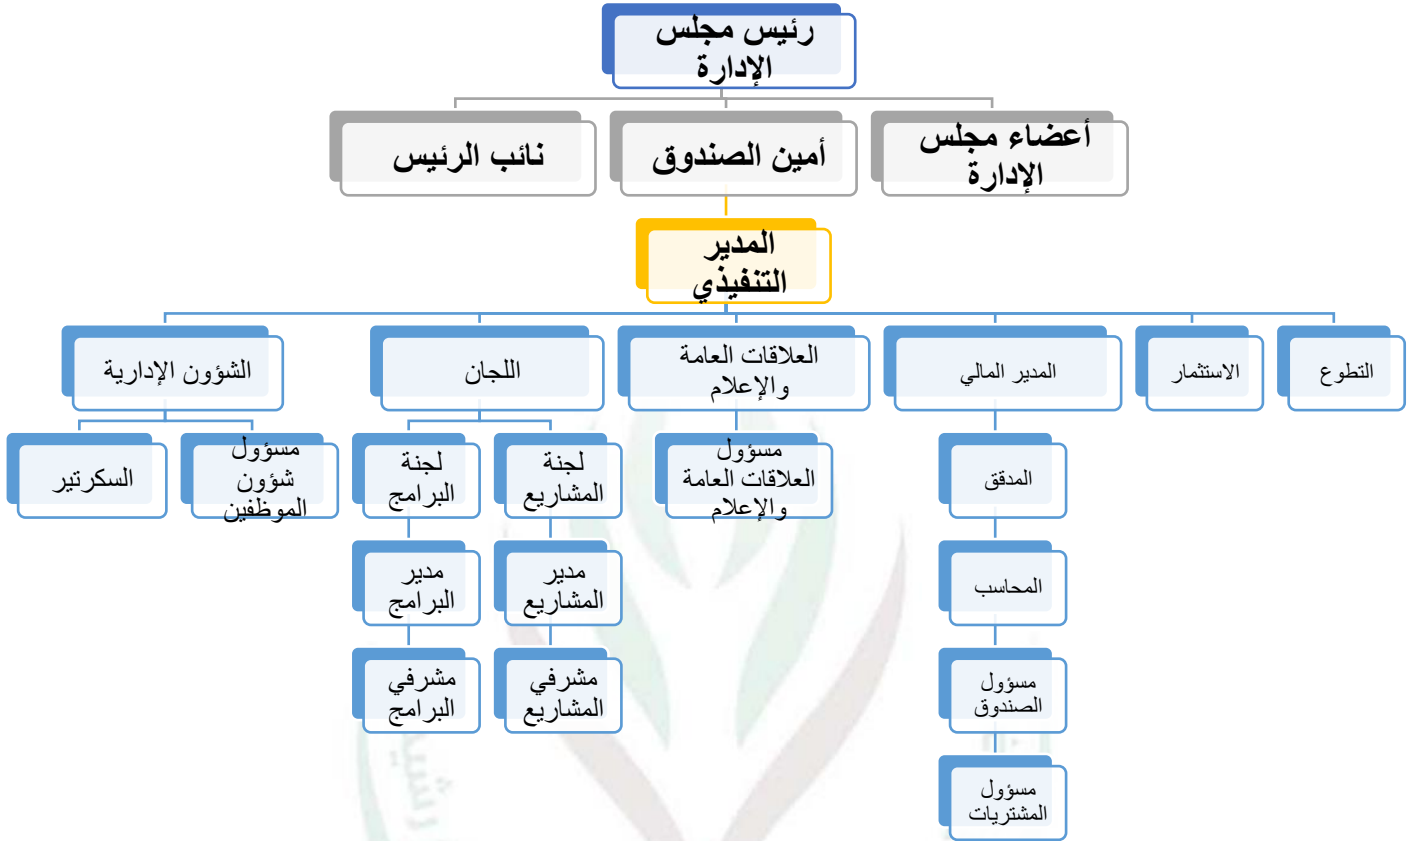 رئيس مجلس
الإدارة
أعضاء مجلس
الإدارة
أمين الصندوق
نائب الرئيس
المدير
التنفيذي
التطوع
الاستثمار
المدير المالي
العلاقات العامة
والإعلام
اللجان
الشؤون الإدارية
المدقق
مسؤول
العلاقات العامة
والإعلام
لجنة
المشاريع
لجنة
البرامج
مسؤول
شؤون
الموظفين
السكرتير
المحاسب
مدير
المشاريع
مدير
البرامج
مسؤول
الصندوق
مشرفي
المشاريع
مشرفي
البرامج
مسؤول
المشتريات